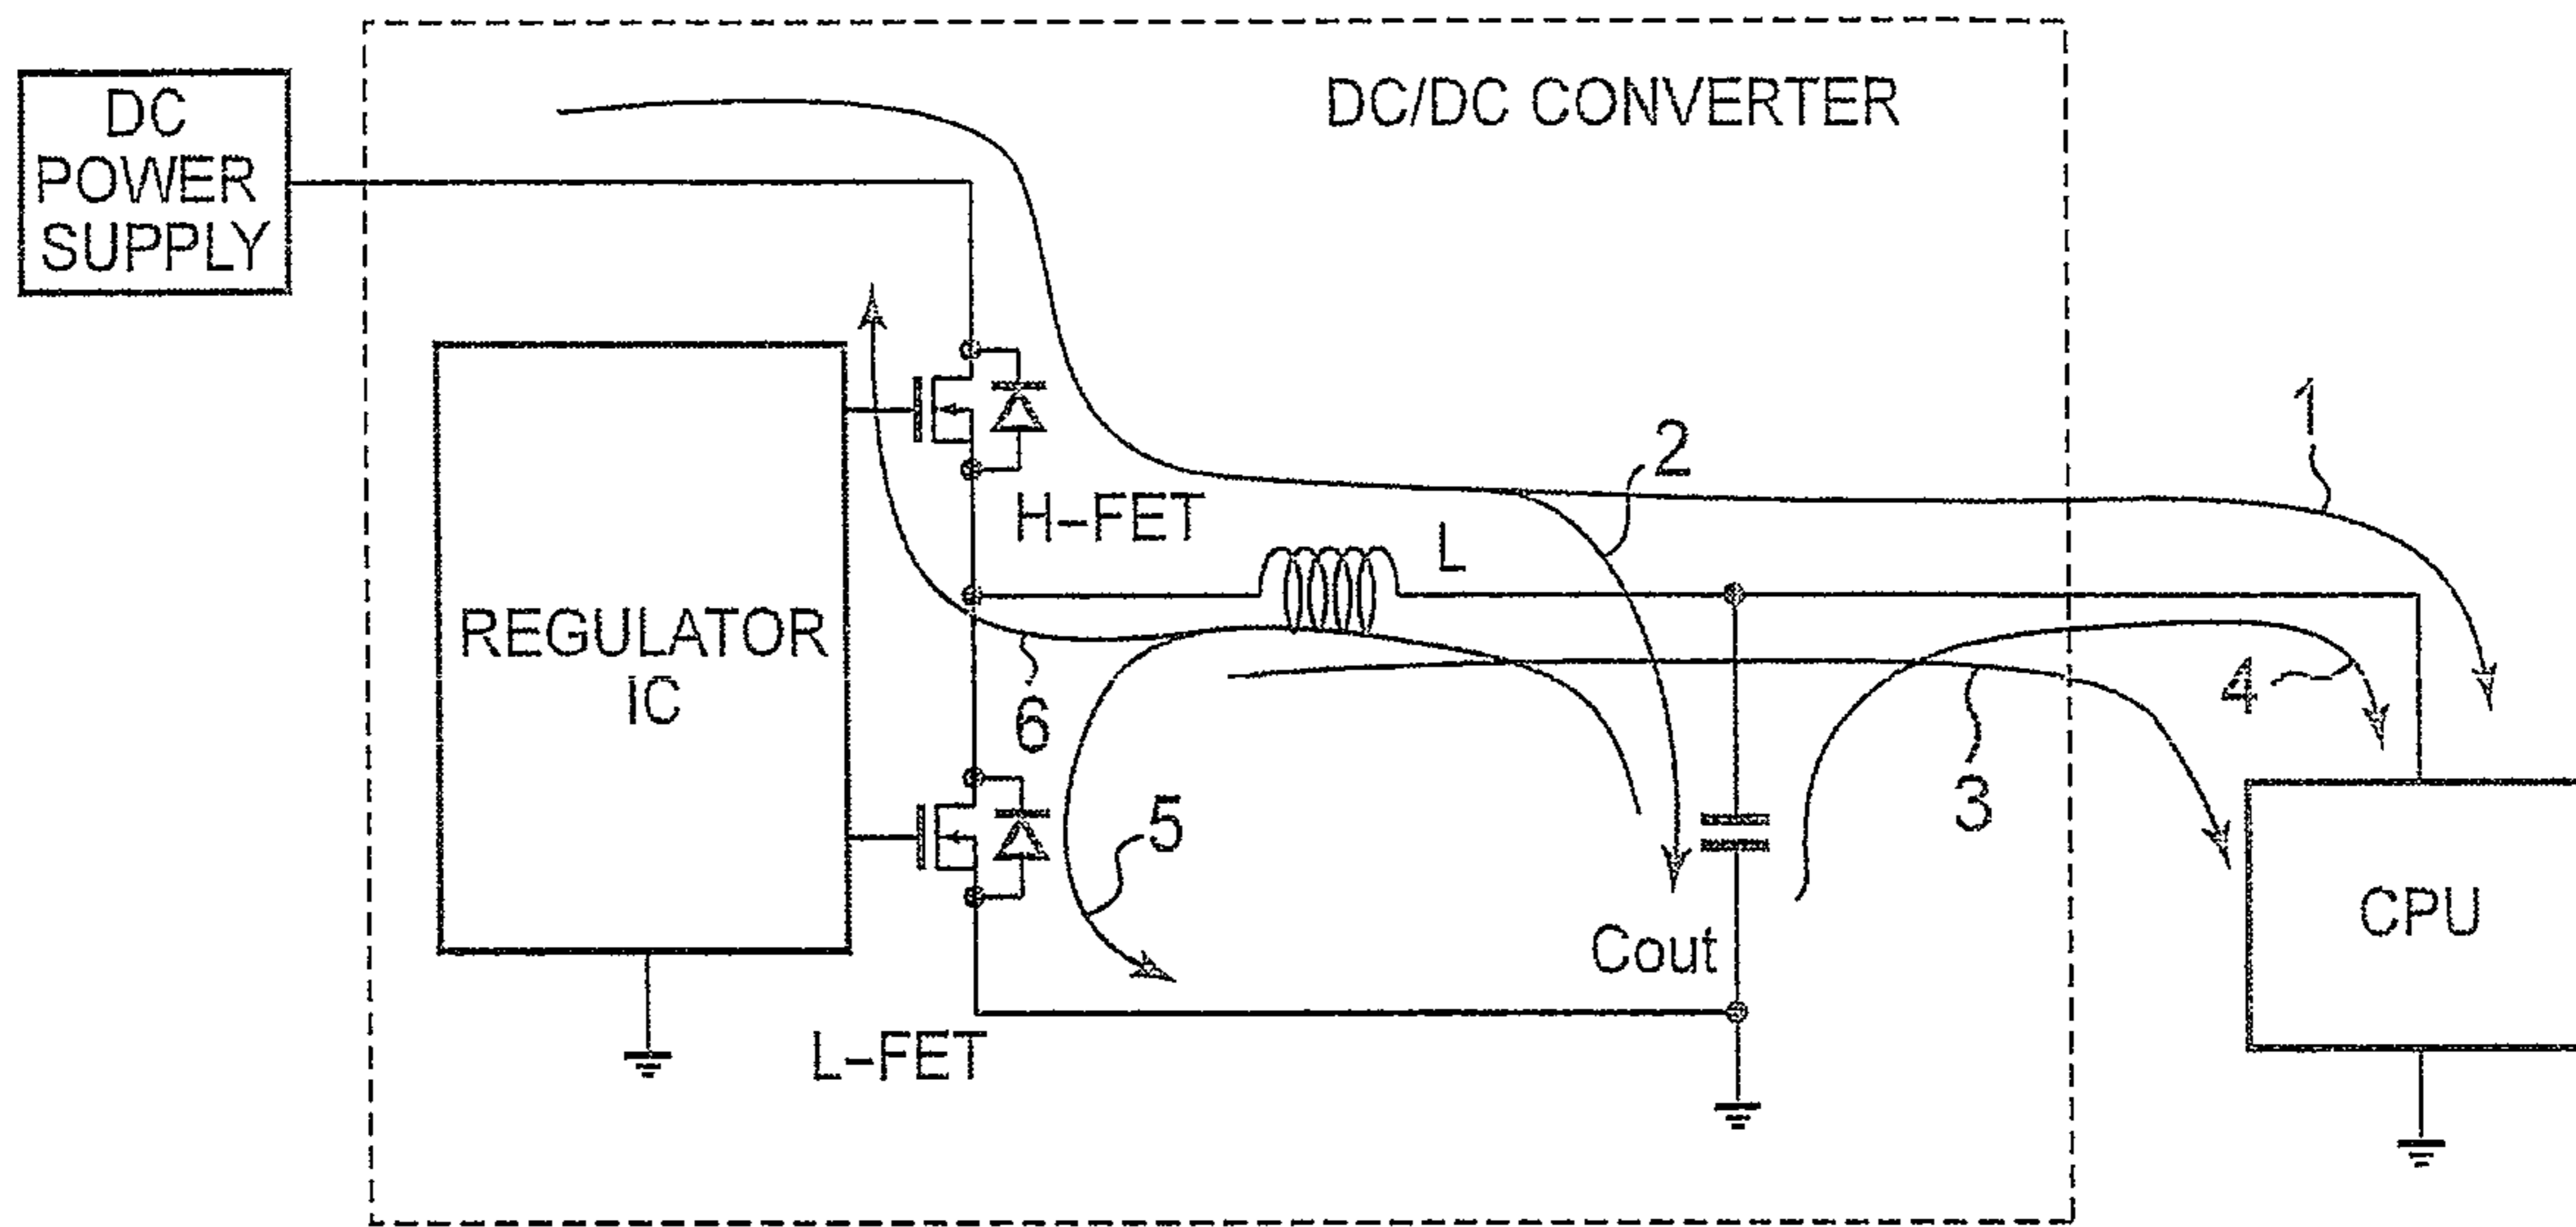 DC/DC CONVERTER
DC
POWER
SUPPLY
1
2
H-FET
L
REGULATOR
IC
6
4
3
5
CPU
Cout
L-FET